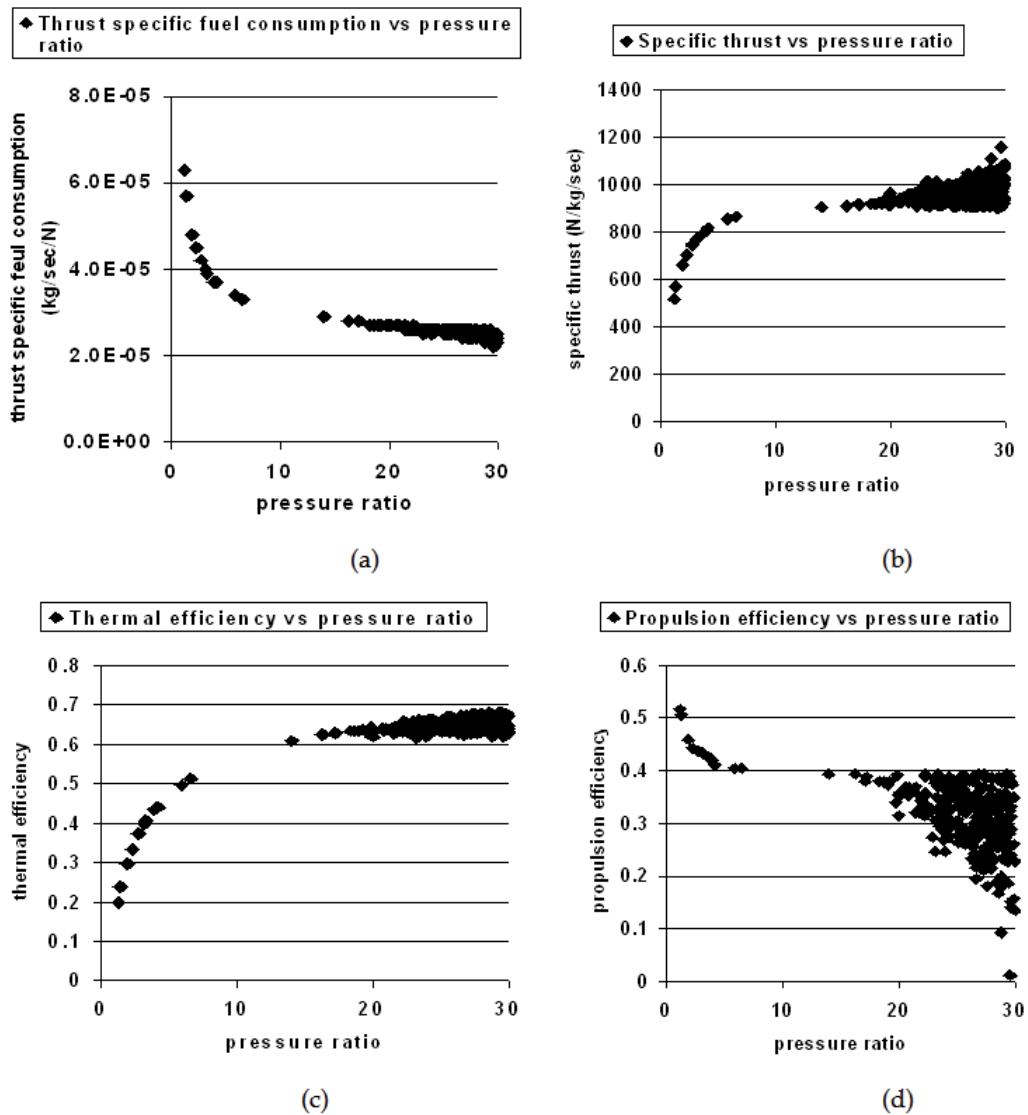 Thrust specific fuel consumption vs pressure
ratio
8.0E-05
6.0E-05
4.0E-05
2.0E-05
0.0E+00
0
10
20
30
thrust specific feul consumption
(kg/sec/N)
pressure ratio
(a)
Specific thrust vs pressure ratio
1400
1200
1000
800
600
400
200
0
0
10
20
30
specific thrust (N/kg/sec)
pressure ratio
(b)
Thermal efficiency vs pressure ratio
0.8
0.7
0.6
0.5
0.4
0.3
0.2
0.1
0
0
10
20
30
thermal efficiency
pressure ratio
(c)
Propulsion efficiency vs pressure ratio
0.6
0.5
0.4
0.3
0.2
0.1
0
0
10
20
30
propulsion efficiency
pressure ratio
(d)